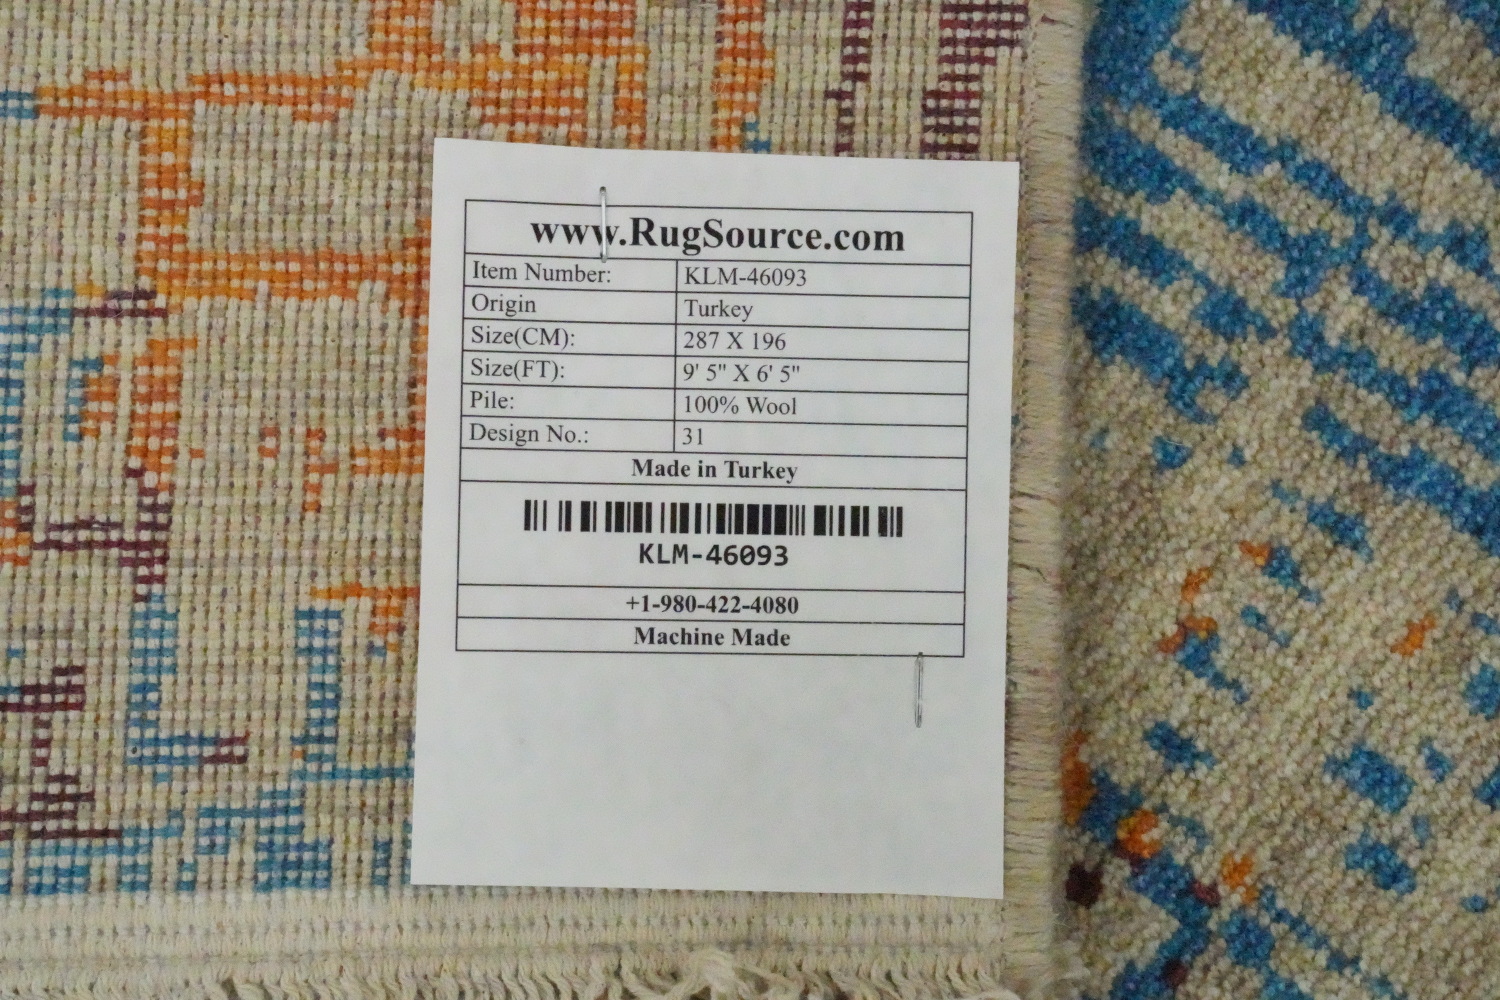 www.RugSource.com
Item Number: KLM-46093
Origin Turkey
Size(CM): 287 X 196
Size(FT): 9' 5" X 6' 5"
Pile: 100% Wool
Design No.: 31
Made in Turkey
KLM-46093
+1-980-422-4080
Machine Made